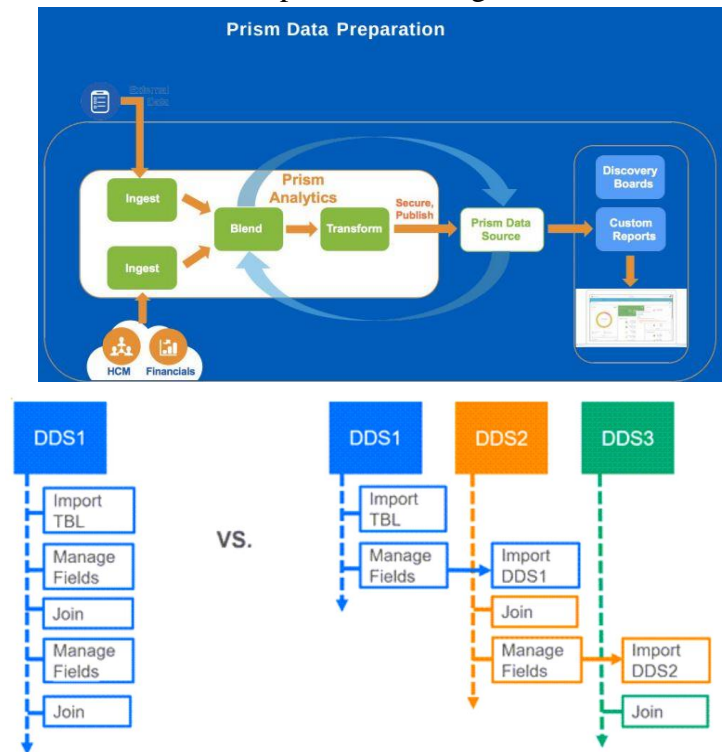 Prism Data Preparation
External
Data
Ingest
Ingest
Prism
Analytics
Blend
Transform
Secure,
Publish
Prism Data
Source
Discovery
Boards
Custom
Reports
HCM
Financials
DDS1
Import
TBL
Manage
Fields
Join
Manage
Fields
Join
VS.
DDS1
DDS2
DDS3
Import
TBL
Manage
Fields
Import
DDS1
Join
Manage
Fields
Import
DDS2
Join